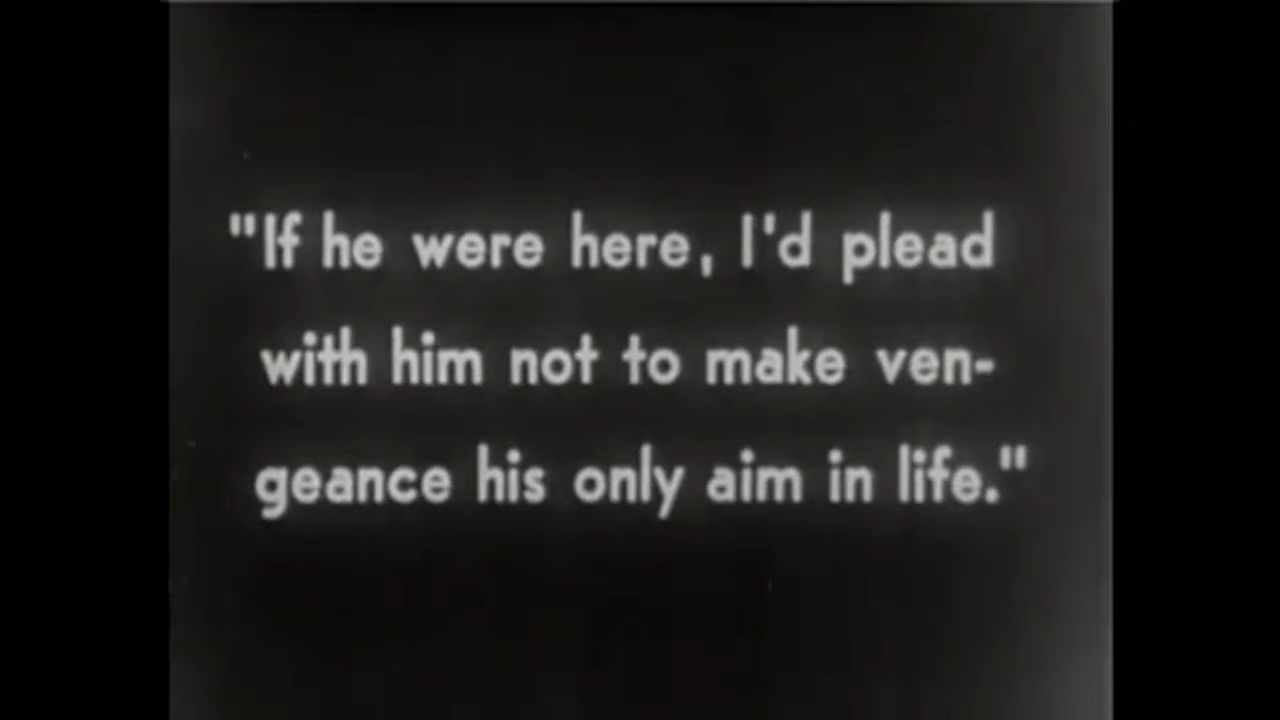 "If he were here, I'd plead
with him not to make ven-
geance his only aim in life."